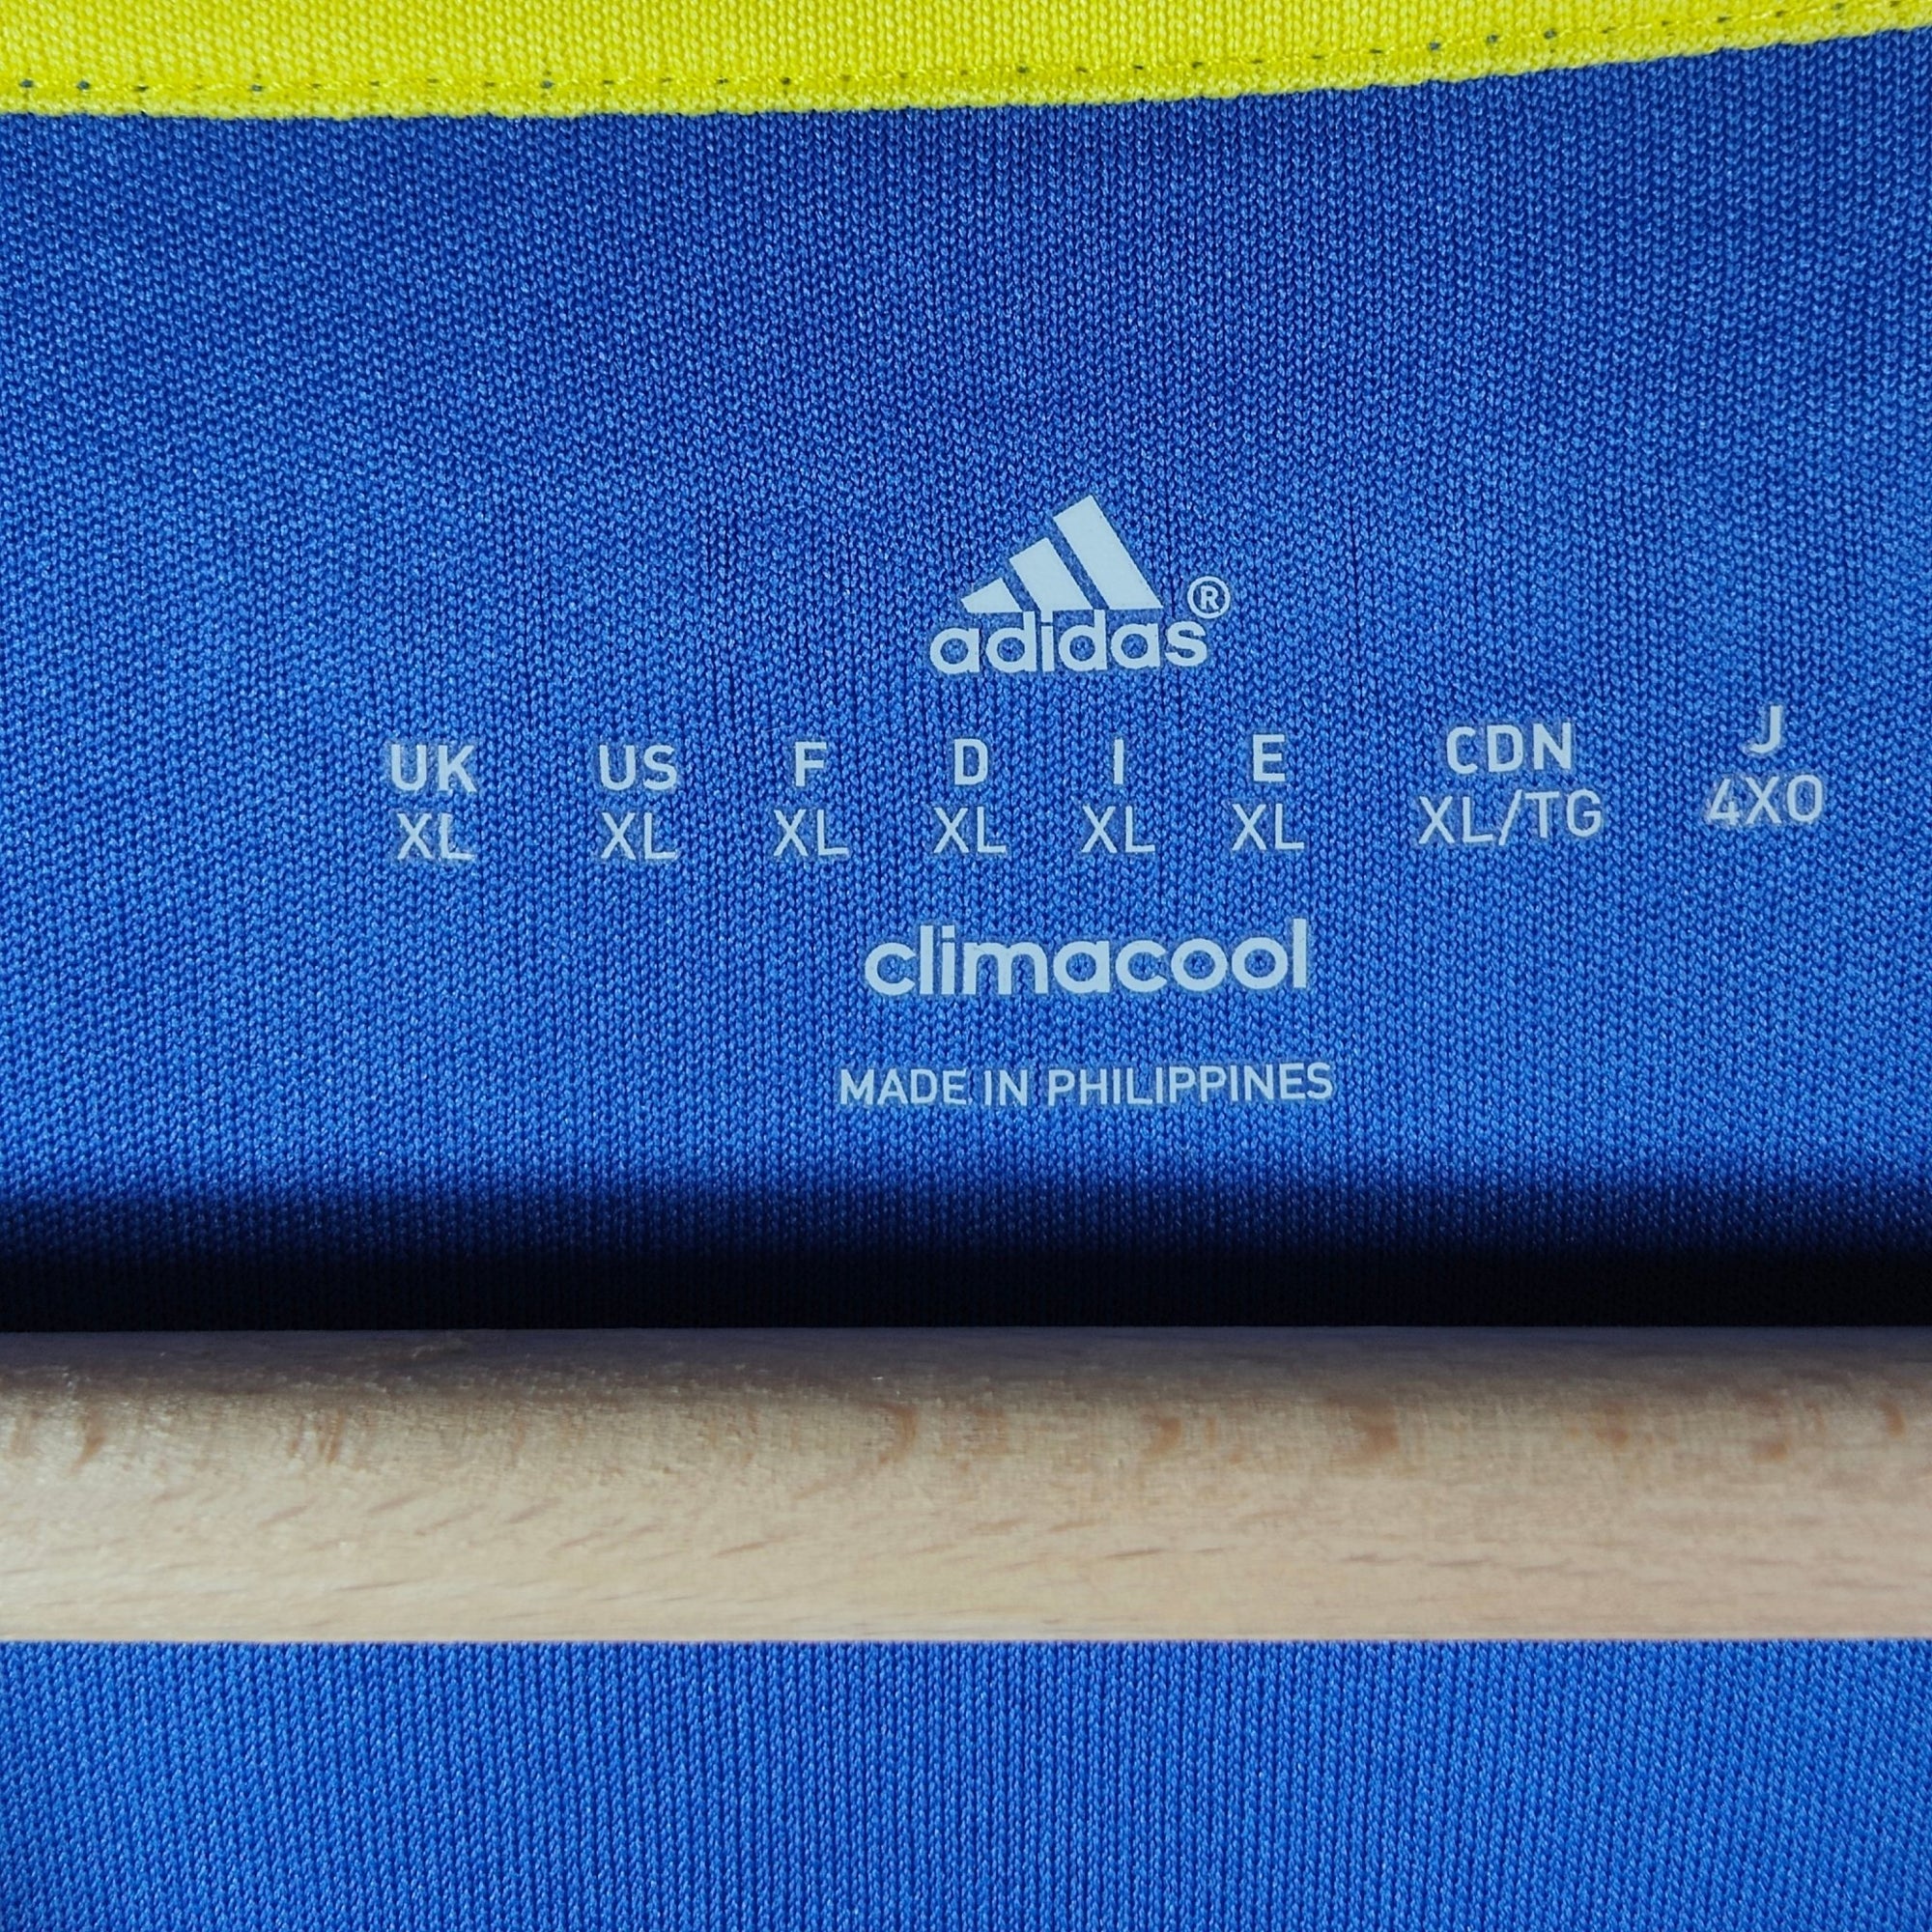 adidas®
UK US F D I E CDN J
XL XL XL XL XL XL XL/TG 4XO
climacool
MADE IN PHILIPPINES